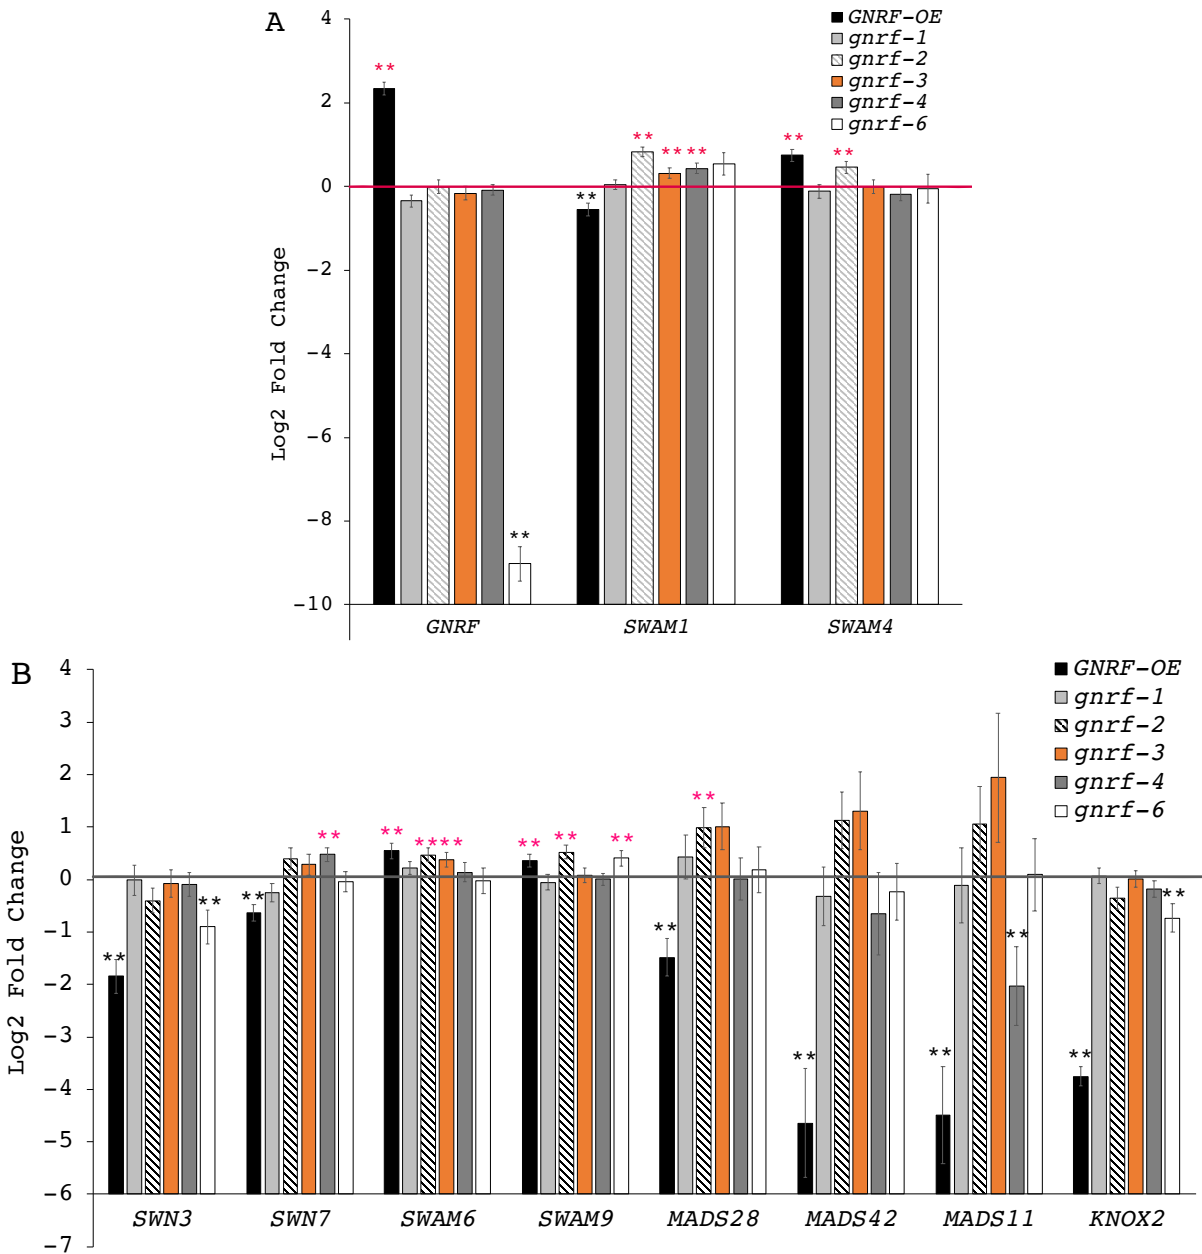 A
GNRF-OE
gnrf-1
gnrf-2
gnrf-3
gnrf-4
gnrf-6
Log2 Fold Change
4
2
0
-2
-4
-6
-8
-10
**
**
**
**
** **
**
**
GNRF SWAM1 SWAM4
B
GNRF-OE
gnrf-1
gnrf-2
gnrf-3
gnrf-4
gnrf-6
Log2 Fold Change
4
3
2
1
0
-1
-2
-3
-4
-5
-6
-7
**
**
**
**
**
****
**
**
**
**
**
**
**
**
**
**
SWN3 SWN7 SWAM6 SWAM9 MADS28 MADS42 MADS11 KNOX2